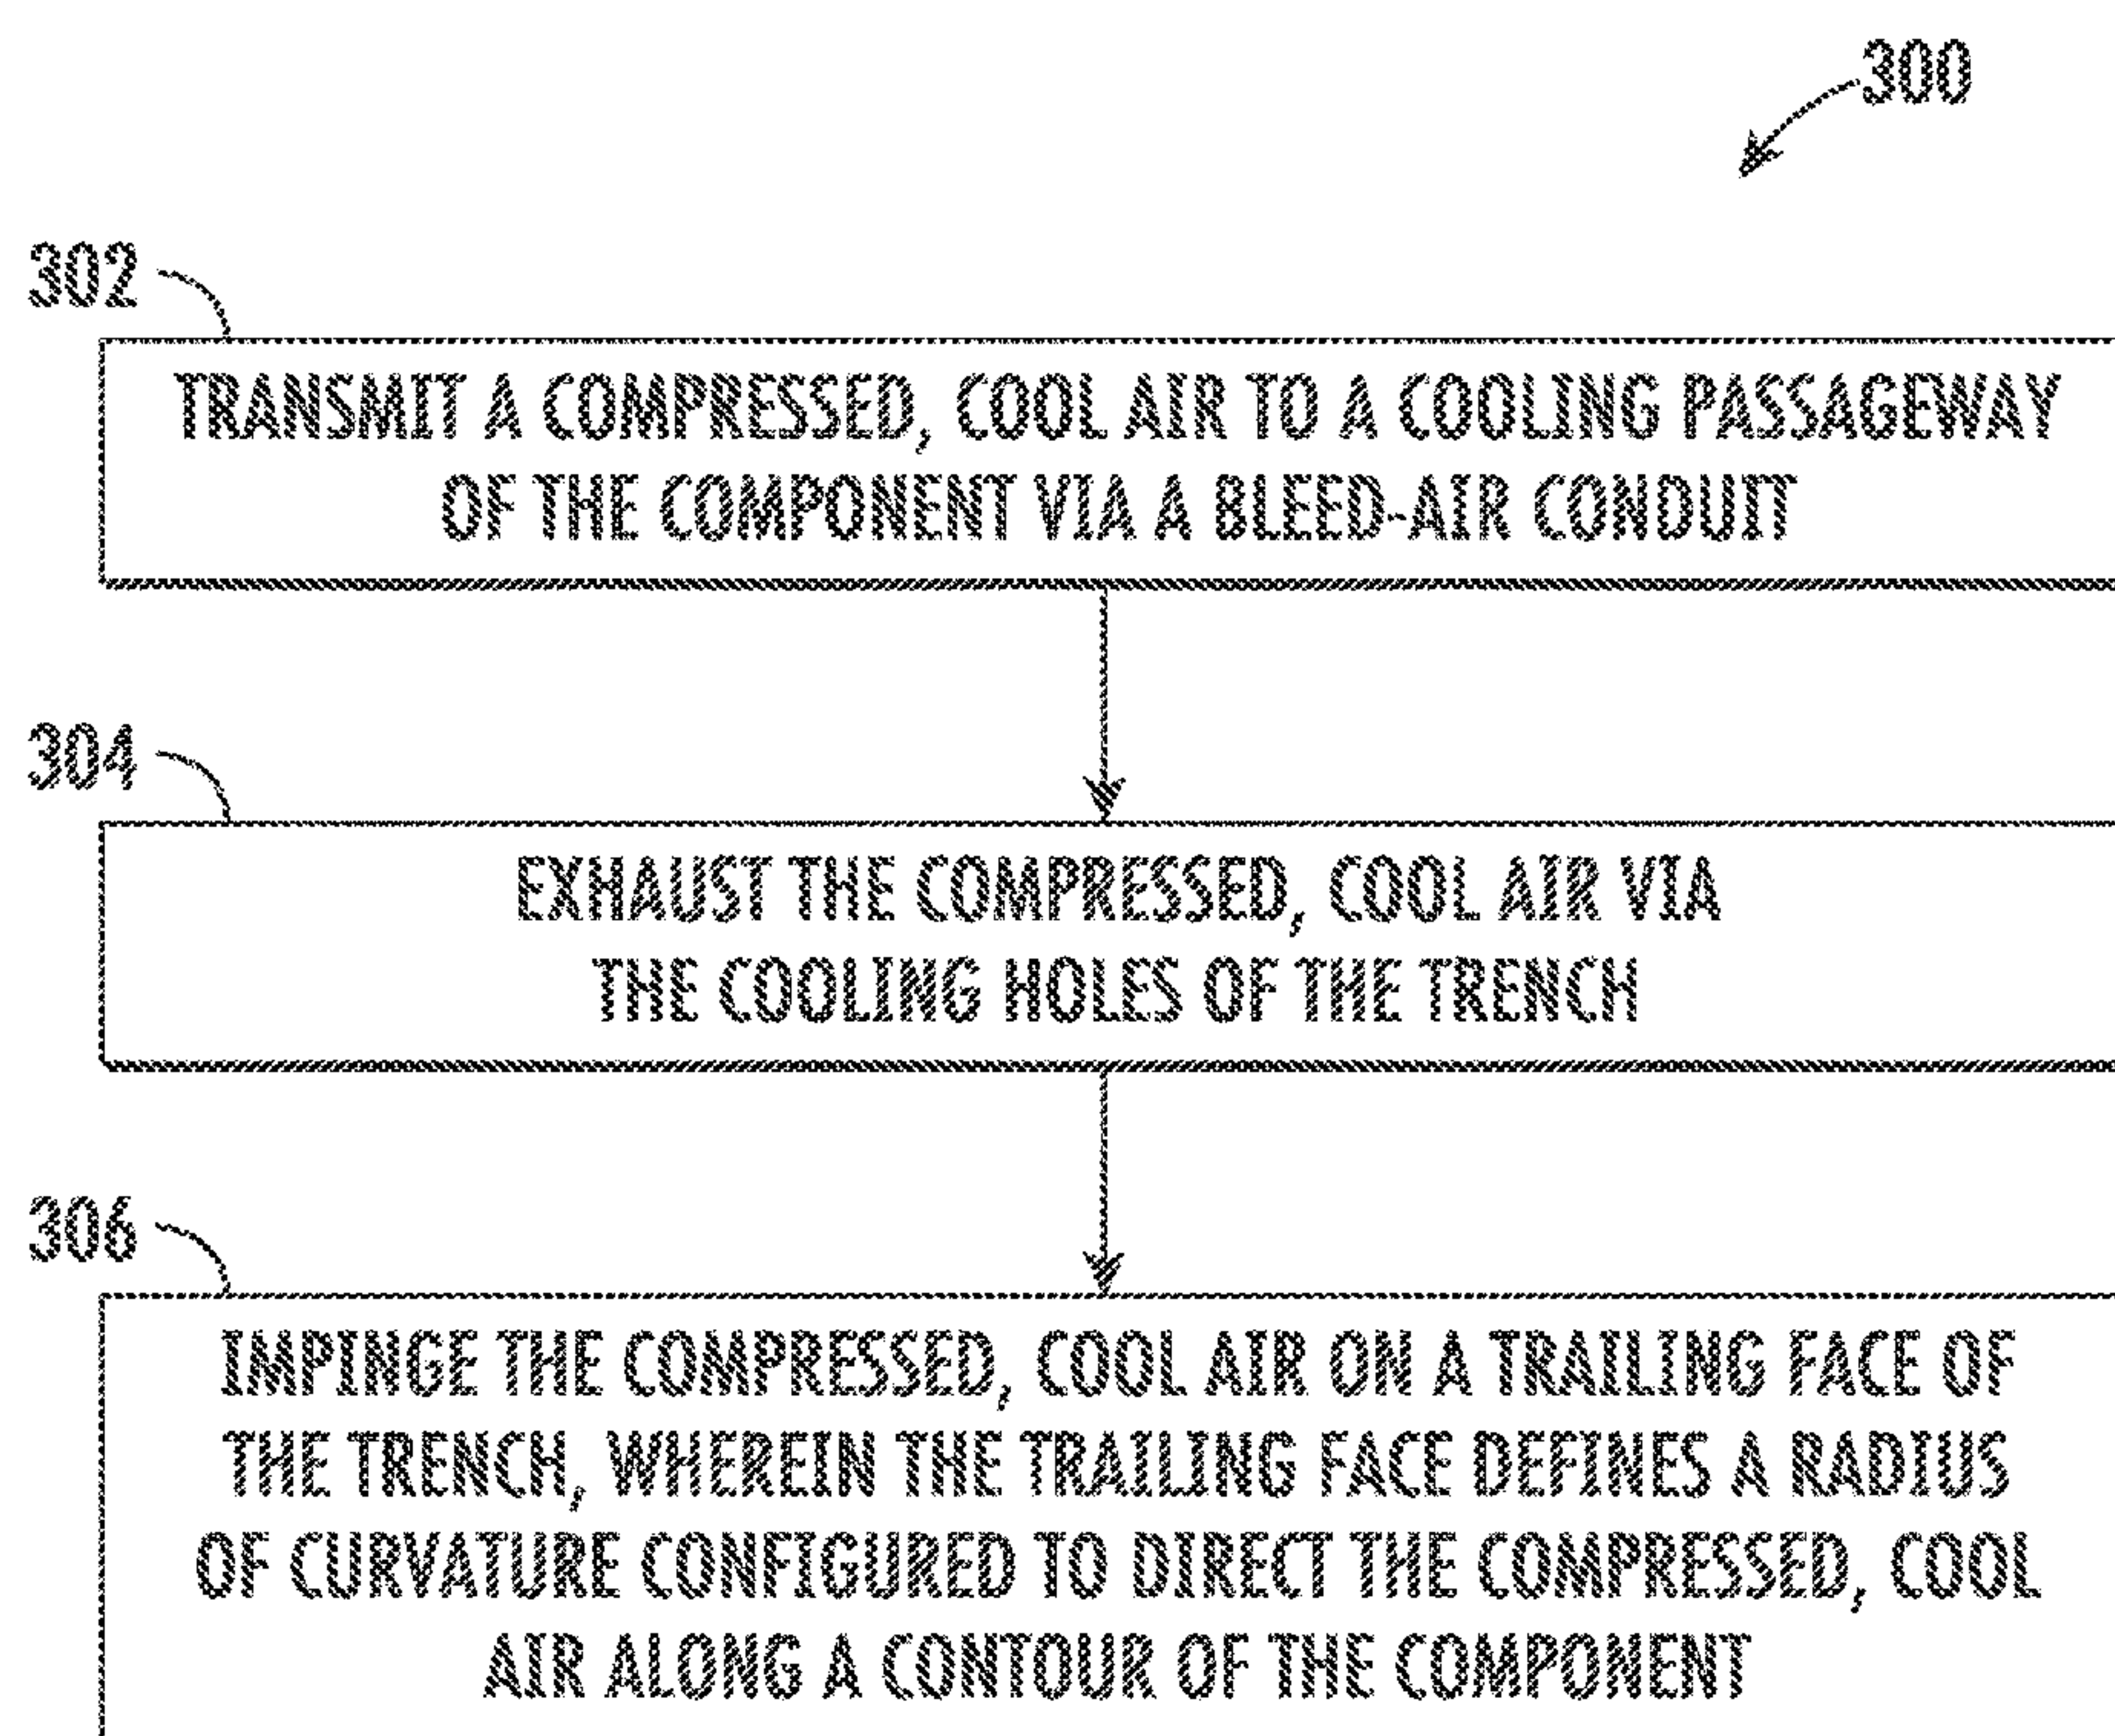 300
302
TRANSMIT A COMPRESSED, COOL AIR TO A COOLING PASSAGEWAY
OF THE COMPONENT VIA A BLEED-AIR CONDUIT
304
EXHAUST THE COMPRESSED, COOL AIR VIA
THE COOLING HOLES OF THE TRENCH
306
IMPINGE THE COMPRESSED, COOL AIR ON A TRAILING FACE OF
THE TRENCH, WHEREIN THE TRAILING FACE DEFINES A RADIUS
OF CURVATURE CONFIGURED TO DIRECT THE COMPRESSED, COOL
AIR ALONG A CONTOUR OF THE COMPONENT